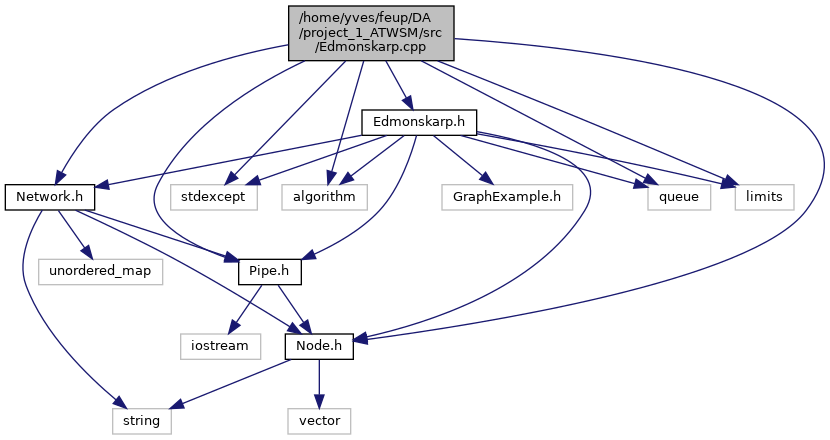 /home/yves/feup/DA
/project_1_ATWSM/src
/Edmonskarp.cpp
Edmonskarp.h
Network.h
stdexcept
algorithm
GraphExample.h
queue
limits
unordered_map
Pipe.h
iostream
Node.h
string
vector